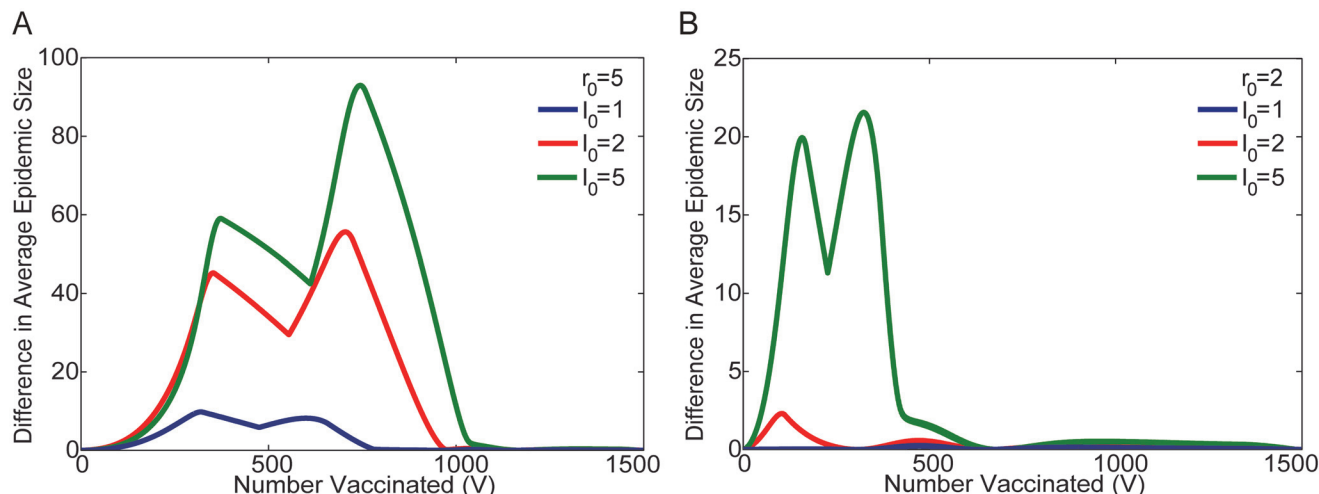 A
Difference in Average Epidemic Size
100
80
60
40
20
0
0
500
1000
1500
Number Vaccinated (V)
r0=5
I0=1
I0=2
I0=5
B
Difference in Average Epidemic Size
25
20
15
10
5
0
0
500
1000
1500
Number Vaccinated (V)
r0=2
I0=1
I0=2
I0=5